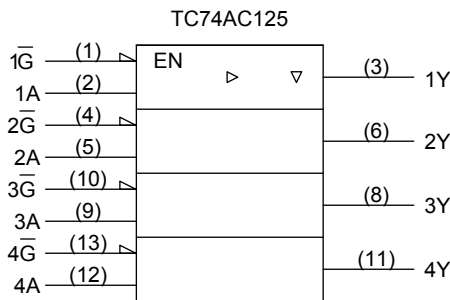 TC74AC125
1G̅ (1) EN
1A (2) (3) 1Y
2G̅ (4)
2A (5) (6) 2Y
3G̅ (10)
3A (9) (8) 3Y
4G̅ (13)
4A (12) (11) 4Y